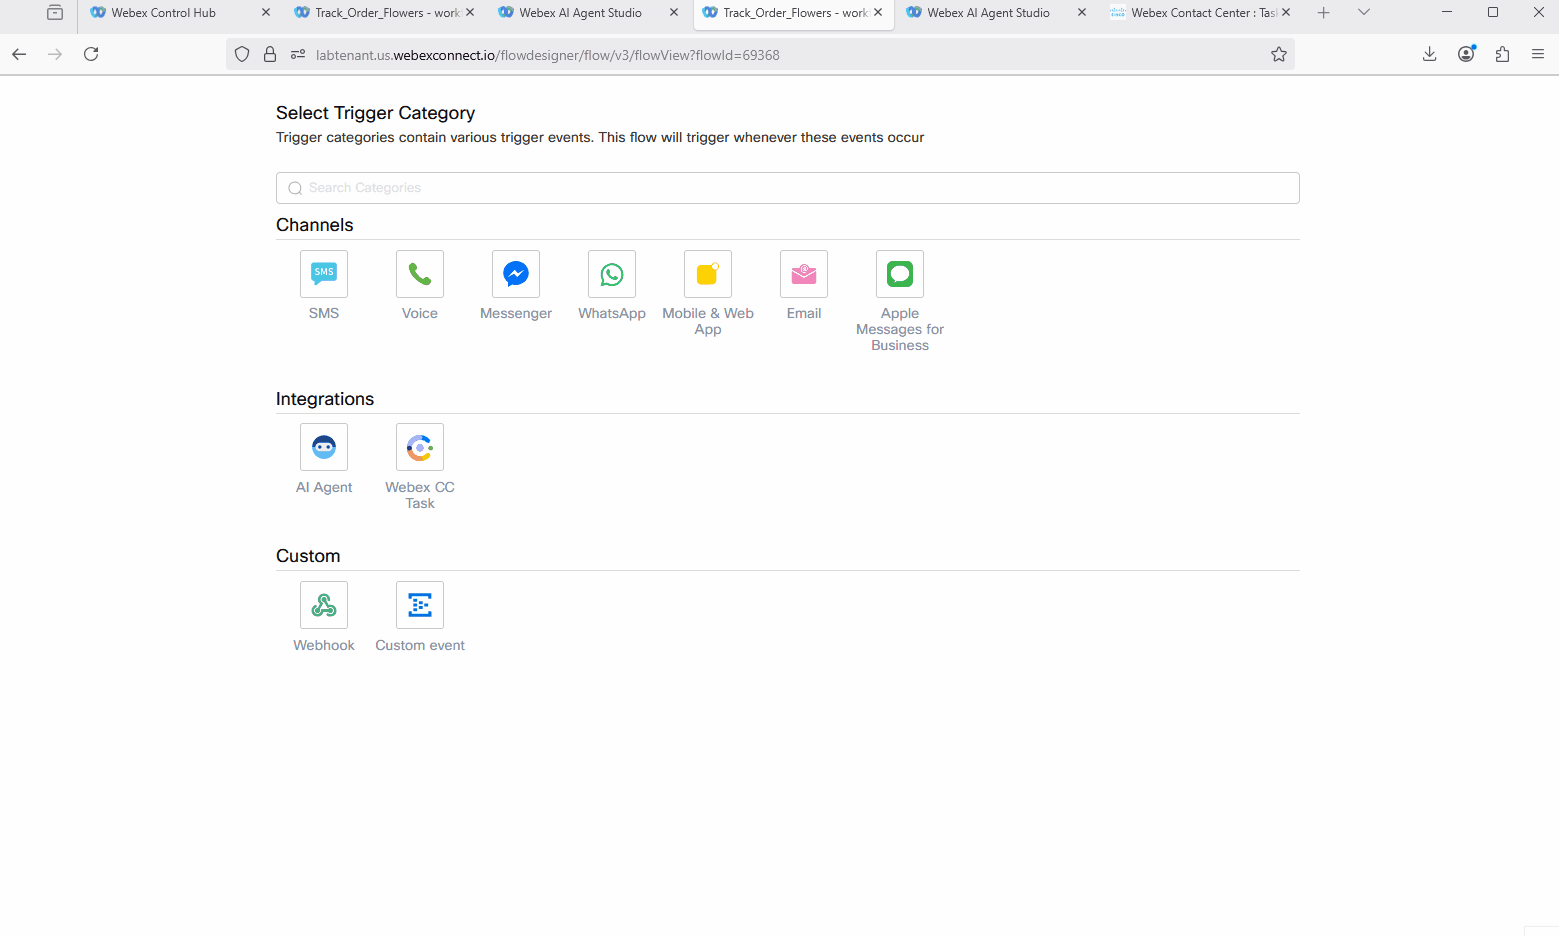 Webex Control Hub
Track_Order_Flowers - work
Webex AI Agent Studio
Track_Order_Flowers - work
Webex AI Agent Studio
Webex Contact Center : Tas
labtenant.us.webexconnect.io/flowdesigner/flow/v3/flowView?flowId=69368
Select Trigger Category
Trigger categories contain various trigger events. This flow will trigger whenever these events occur
Search Categories
Channels
SMS
SMS
Voice
Messenger
WhatsApp
Mobile & Web
App
Email
Apple
Messages for
Business
Integrations
AI Agent
Webex CC
Task
Custom
Webhook
Custom event